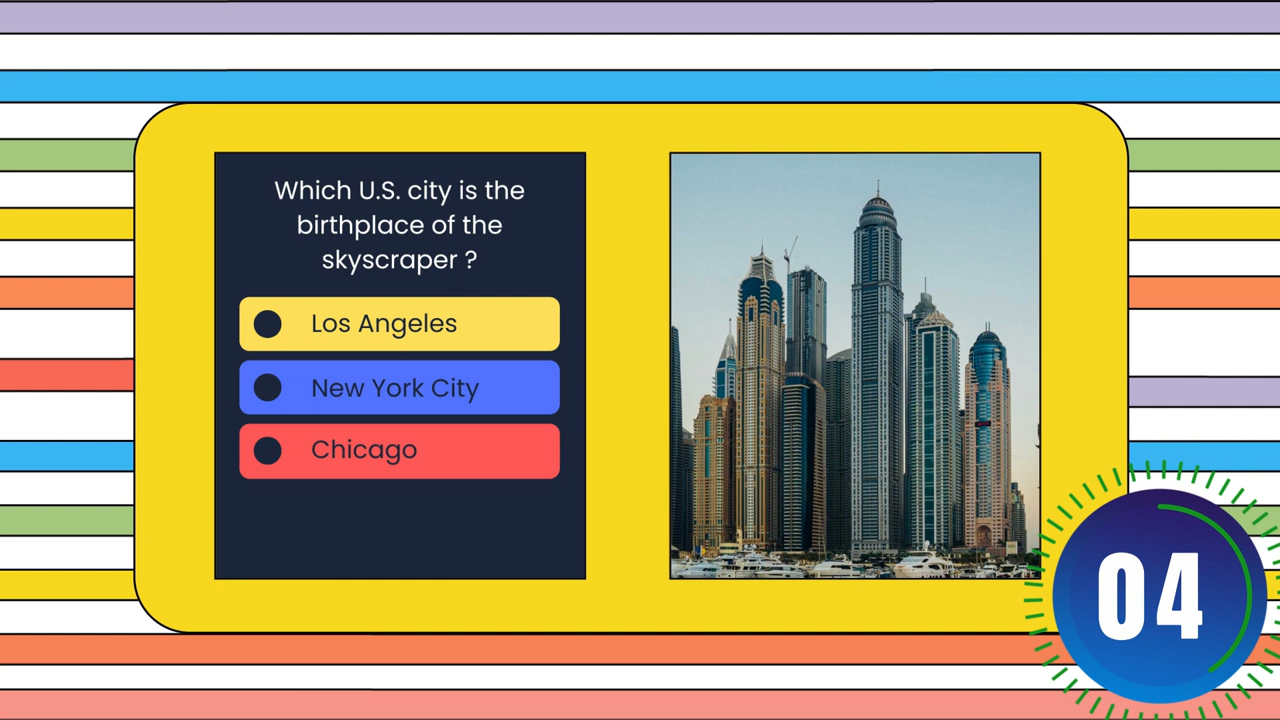 Which U.S. city is the
birthplace of the
skyscraper ?
Los Angeles
New York City
Chicago
04